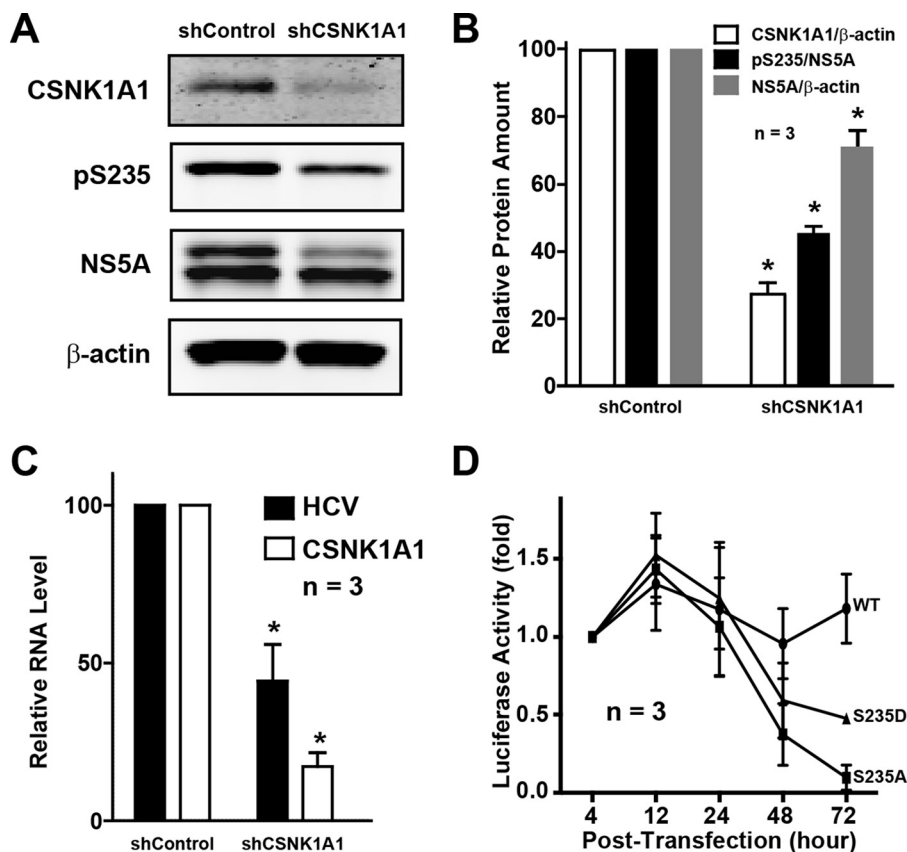 A
shControl shCSNK1A1
CSNK1A1
pS235
NS5A
β-actin
B
Relative Protein Amount
100
80
60
40
20
0
CSNK1A1/β-actin
pS235/NS5A
NS5A/β-actin
n = 3
* * *
shControl shCSNK1A1
C
Relative RNA Level
100
50
0
HCV
CSNK1A1
n = 3
* *
shControl shCSNK1A1
D
Luciferase Activity (fold)
1.5
1.0
0.5
0.0
WT
S235D
S235A
n = 3
4 12 24 48 72
Post-Transfection (hour)